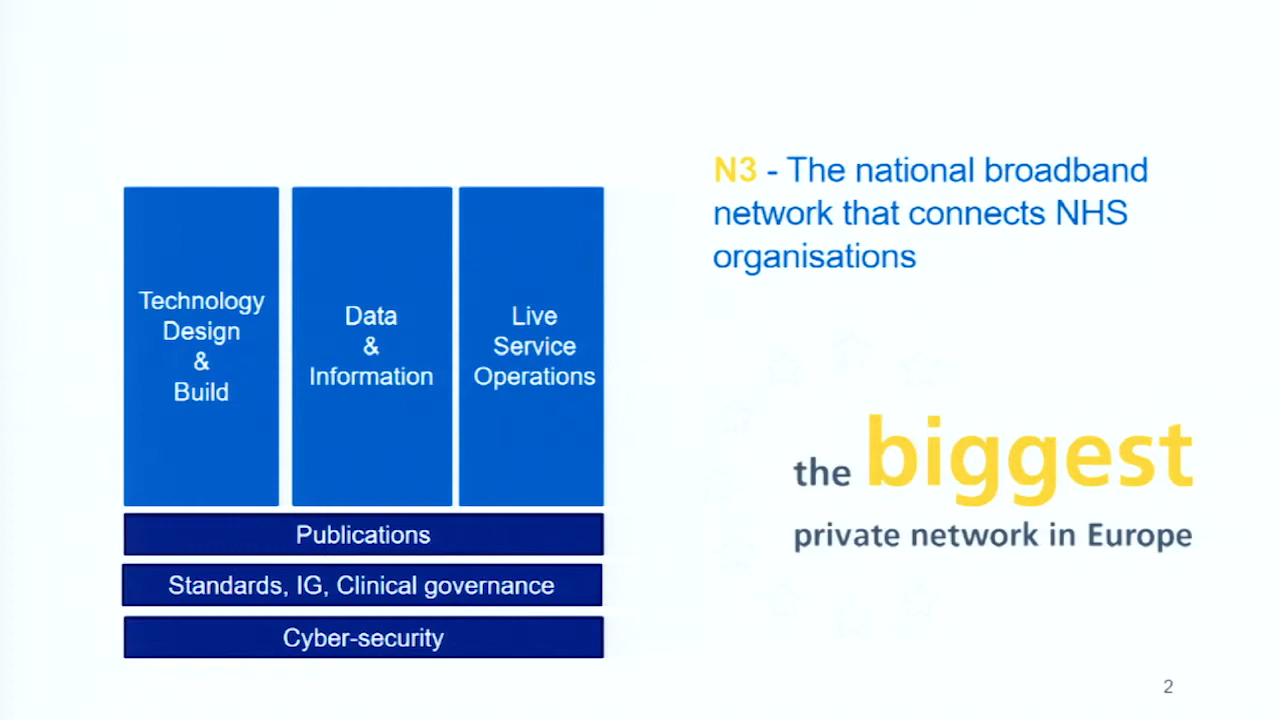 Technology
Design
&
Build
Data
&
Information
Live
Service
Operations
Publications
Standards, IG, Clinical governance
Cyber-security
N3 - The national broadband
network that connects NHS
organisations
the biggest
private network in Europe
2